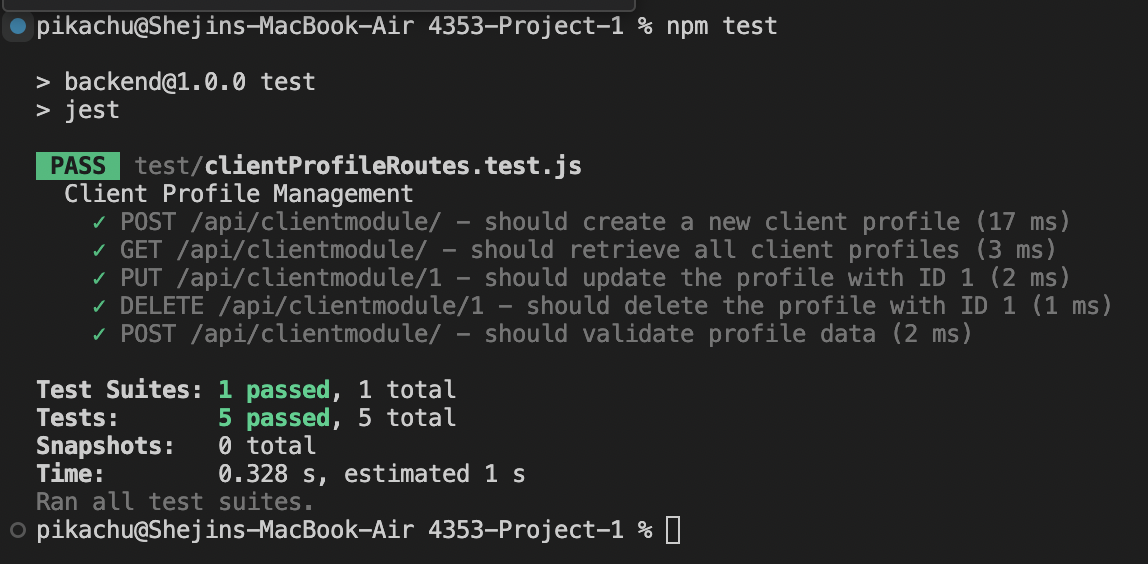 pikachu@Shejins-MacBook-Air 4353-Project-1 % npm test
> backend@1.0.0 test
> jest
PASS test/clientProfileRoutes.test.js
Client Profile Management
✓ POST /api/clientmodule/ – should create a new client profile (17 ms)
✓ GET /api/clientmodule/ – should retrieve all client profiles (3 ms)
✓ PUT /api/clientmodule/1 – should update the profile with ID 1 (2 ms)
✓ DELETE /api/clientmodule/1 – should delete the profile with ID 1 (1 ms)
✓ POST /api/clientmodule/ – should validate profile data (2 ms)
Test Suites: 1 passed, 1 total
Tests: 5 passed, 5 total
Snapshots: 0 total
Time: 0.328 s, estimated 1 s
Ran all test suites.
pikachu@Shejins-MacBook-Air 4353-Project-1 %